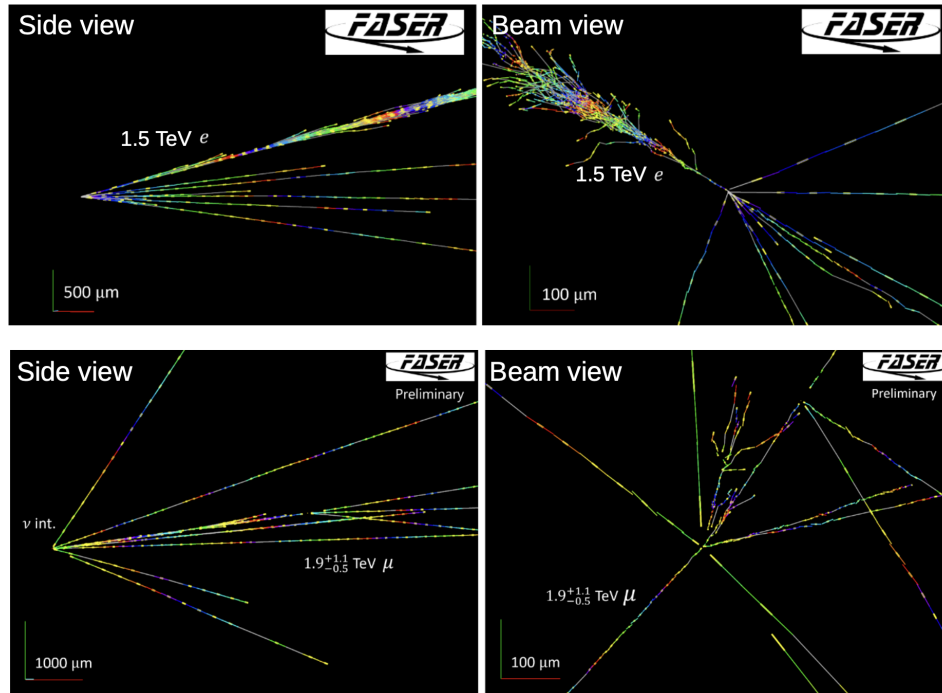 Side view
FASER
1.5 TeV e
500 μm
Beam view
FASER
1.5 TeV e
100 μm
Side view
FASER
Preliminary
ν int.
1.9+1.1−0.5 TeV μ
1000 μm
Beam view
FASER
Preliminary
1.9+1.1−0.5 TeV μ
100 μm